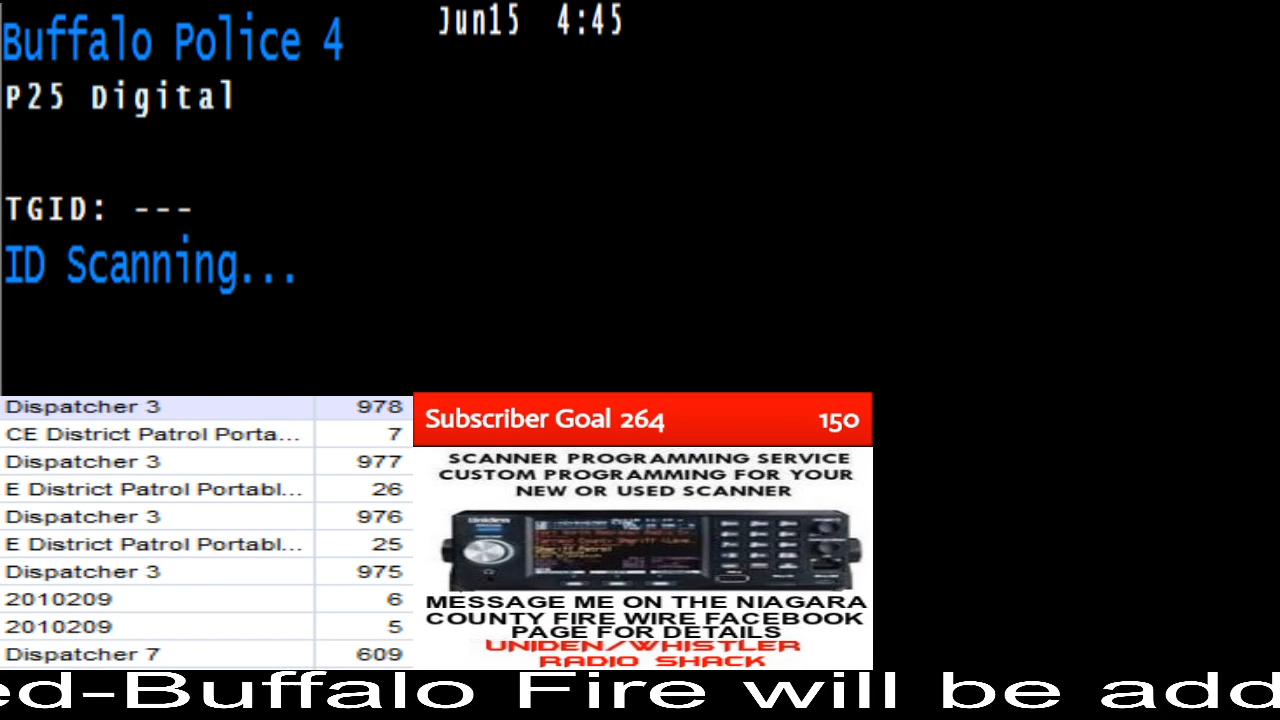 Buffalo Police 4
Jun15 4:45
P25 Digital
TGID: ---
ID Scanning...
Dispatcher 3 978
CE District Patrol Porta... 7
Dispatcher 3 977
E District Patrol Portabl... 26
Dispatcher 3 976
E District Patrol Portabl... 25
Dispatcher 3 975
2010209 6
2010209 5
Dispatcher 7 609
Subscriber Goal 264 150
SCANNER PROGRAMMING SERVICE
CUSTOM PROGRAMMING FOR YOUR
NEW OR USED SCANNER
Uniden
MESSAGE ME ON THE NIAGARA
COUNTY FIRE WIRE FACEBOOK
PAGE FOR DETAILS
UNIDEN/WHISTLER
RADIO SHACK
ed-Buffalo Fire will be add